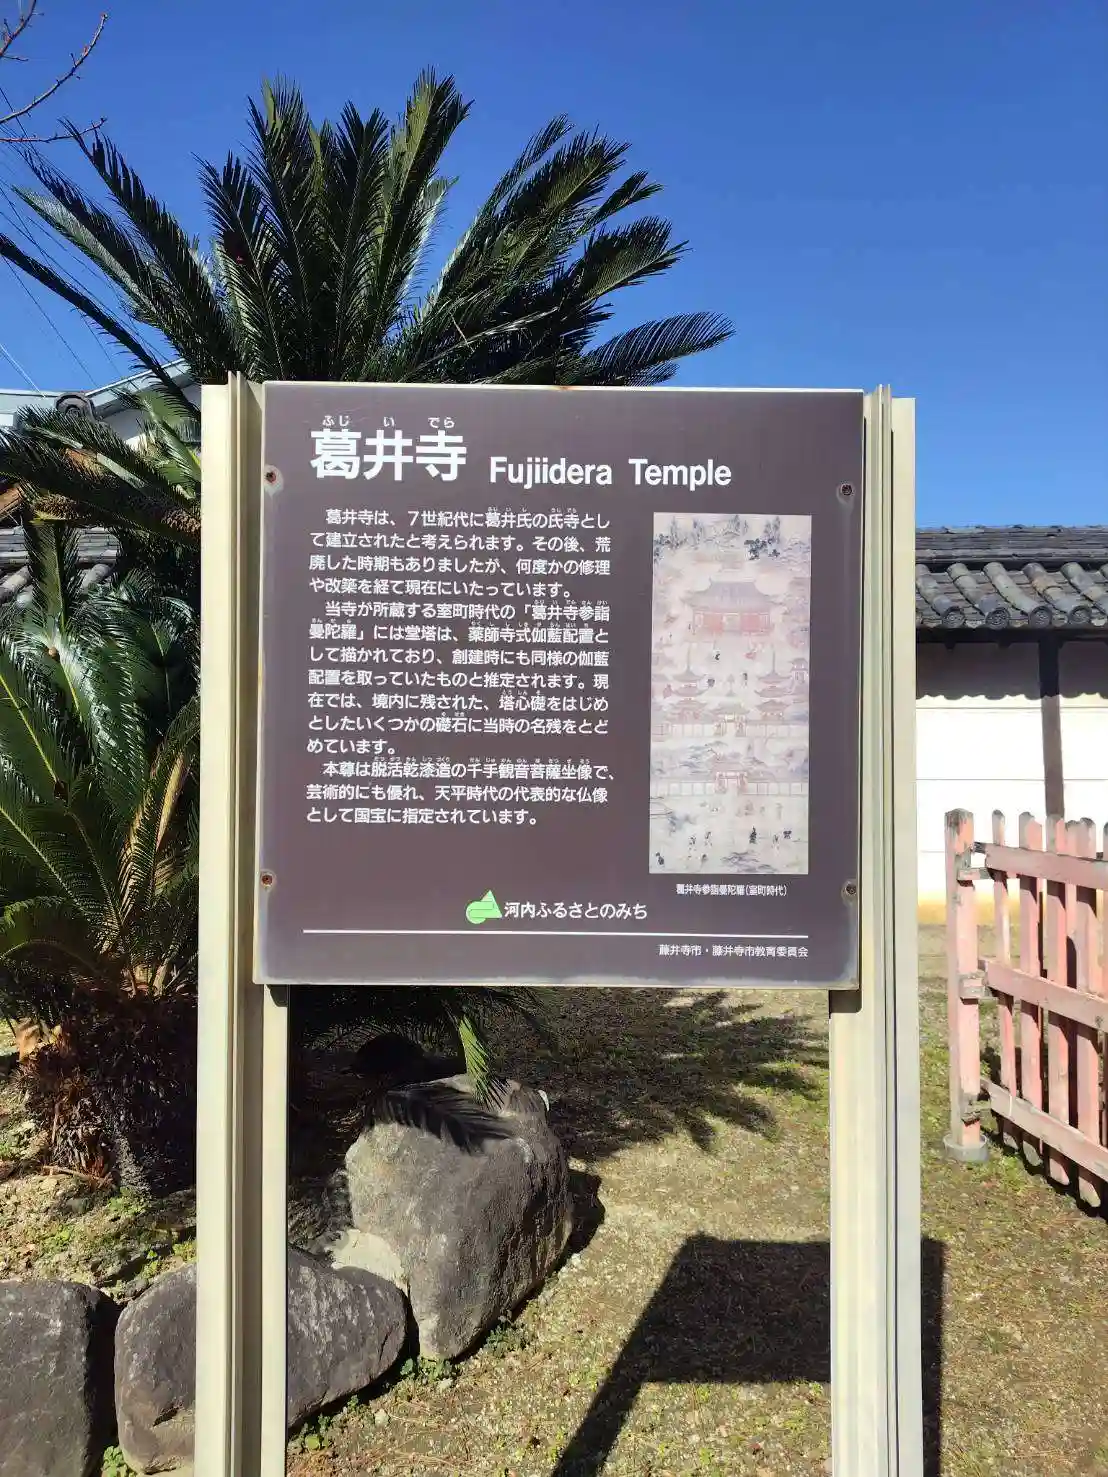 ふじ い でら
葛井寺 Fujiidera Temple
葛井寺は、7世紀代に葛井氏の氏寺とし
て建立されたと考えられます。その後、荒
廃した時期もありましたが、何度かの修理
や改築を経て現在にいたっています。
当寺が所蔵する室町時代の「葛井寺参詣
曼陀羅」には堂塔は、薬師寺式伽藍配置と
して描かれており、創建時にも同様の伽藍
配置を取っていたものと推定されます。現
在では、境内に残された、塔心礎をはじめ
としたいくつかの礎石に当時の名残をとど
めています。
本尊は脱活乾漆造の千手観音菩薩坐像で、
芸術的にも優れ、天平時代の代表的な仏像
として国宝に指定されています。
葛井寺参詣曼陀羅(室町時代)
河内ふるさとのみち
藤井寺市・藤井寺市教育委員会